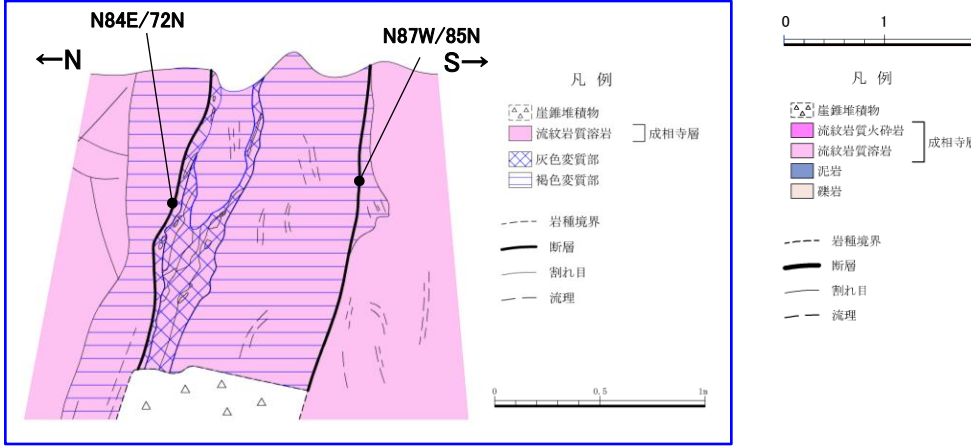 N84E/72N
N87W/85N
←N
S→
凡 例
崖錐堆積物
流紋岩質溶岩
成相寺層
灰色変質部
褐色変質部
岩種境界
断層
割れ目
流理
0 0.5 1m
0 1
凡 例
崖錐堆積物
流紋岩質火砕岩
流紋岩質溶岩
成相寺層
泥岩
礫岩
岩種境界
断層
割れ目
流理